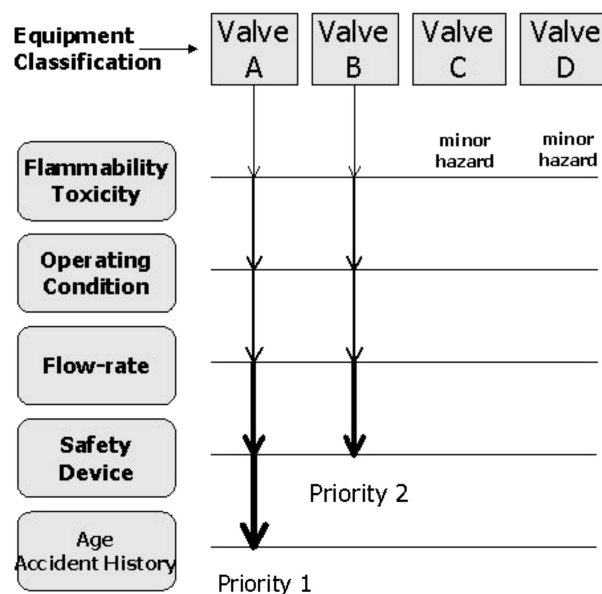 Equipment
Classification
Valve
A
Valve
B
Valve
C
Valve
D
minor
hazard
minor
hazard
Flammability
Toxicity
Operating
Condition
Flow-rate
Safety
Device
Priority 2
Age
Accident History
Priority 1